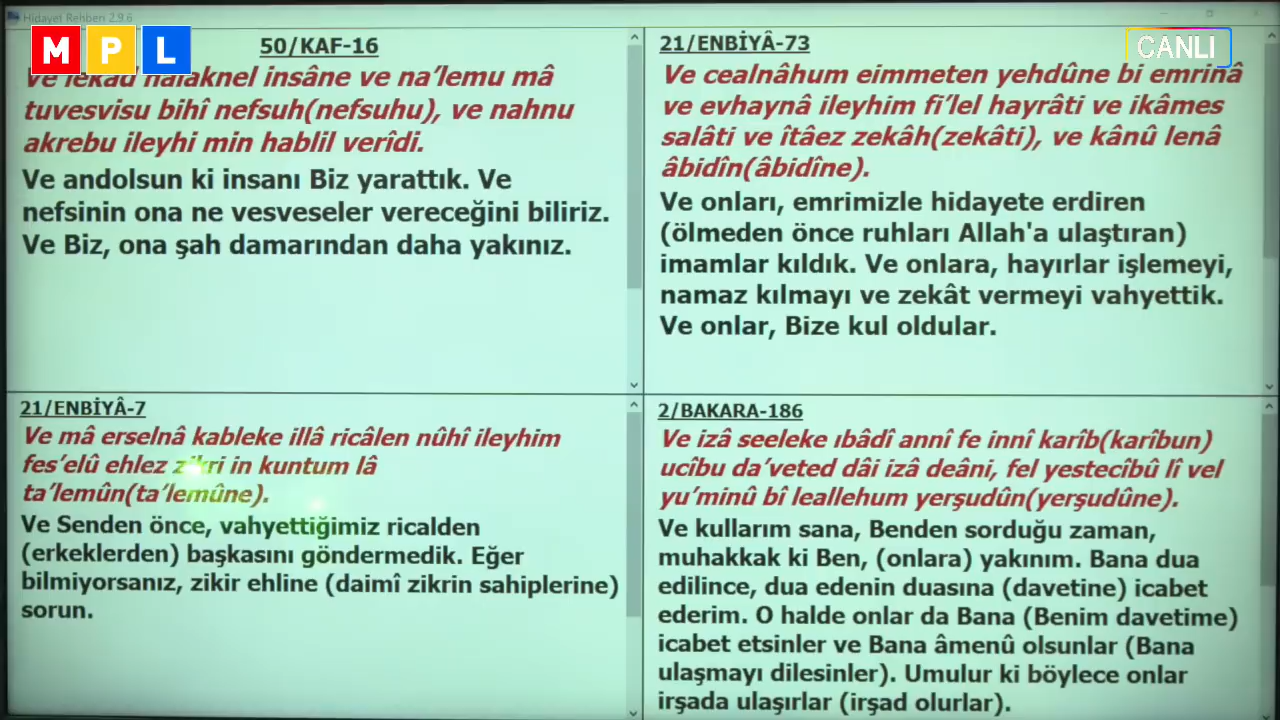 Hidayet Rehberi 2.9.6
MPL
CANLI
50/KAF-16
Ve lekad halaknel insâne ve na’lemu mâ
tuvesvisu bihî nefsuh(nefsuhu), ve nahnu
akrebu ileyhi min hablil verîdi.
Ve andolsun ki insanı Biz yarattık. Ve
nefsinin ona ne vesveseler vereceğini biliriz.
Ve Biz, ona şah damarından daha yakınız.
21/ENBİYÂ-73
Ve cealnâhum eimmeten yehdûne bi emrinâ
ve evhaynâ ileyhim fi’lel hayrâti ve ikâmes
salâti ve îtâez zekâh(zekâti), ve kânû lenâ
âbidîn(âbidîne).
Ve onları, emrimizle hidayete erdiren
(ölmeden önce ruhları Allah'a ulaştıran)
imamlar kıldık. Ve onlara, hayırlar işlemeyi,
namaz kılmayı ve zekât vermeyi vahyettik.
Ve onlar, Bize kul oldular.
21/ENBİYÂ-7
Ve mâ erselnâ kableke illâ ricâlen nûhî ileyhim
fes’elû ehlez zikri in kuntum lâ
ta’lemûn(ta’lemûne).
Ve Senden önce, vahyettiğimiz ricalden
(erkeklerden) başkasını göndermedik. Eğer
bilmiyorsanız, zikir ehline (daimî zikrin sahiplerine)
sorun.
2/BAKARA-186
Ve izâ seeleke ıbâdî annî fe innî karîb(karîbun)
ucîbu da’veted dâi izâ deâni, fel yestecîbû lî vel
yu’minû bî leallehum yerşudûn(yerşudûne).
Ve kullarım sana, Benden sorduğu zaman,
muhakkak ki Ben, (onlara) yakınım. Bana dua
edilince, dua edenin duasına (davetine) icabet
ederim. O halde onlar da Bana (Benim davetime)
icabet etsinler ve Bana âmenû olsunlar (Bana
ulaşmayı dilesinler). Umulur ki böylece onlar
irşada ulaşırlar (irşad olurlar).